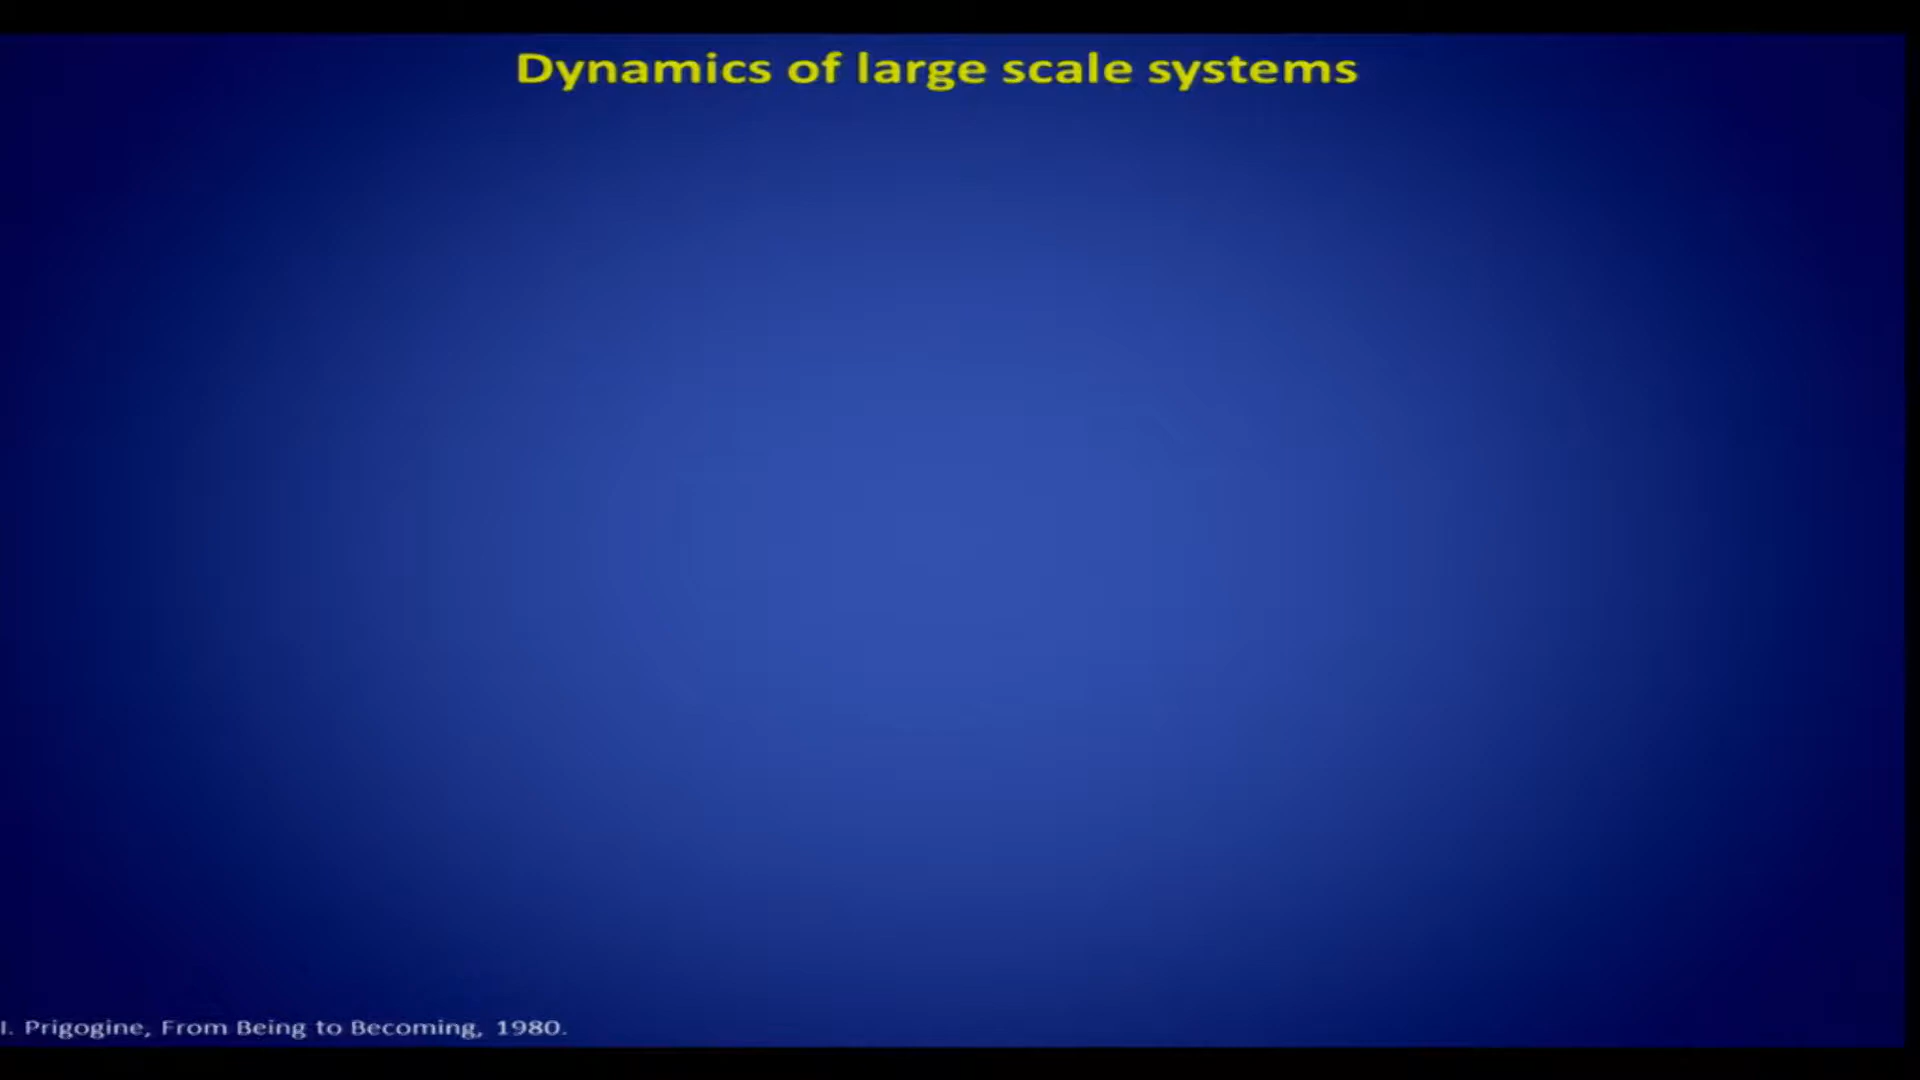 Dynamics of large scale systems
I. Prigogine, From Being to Becoming, 1980.